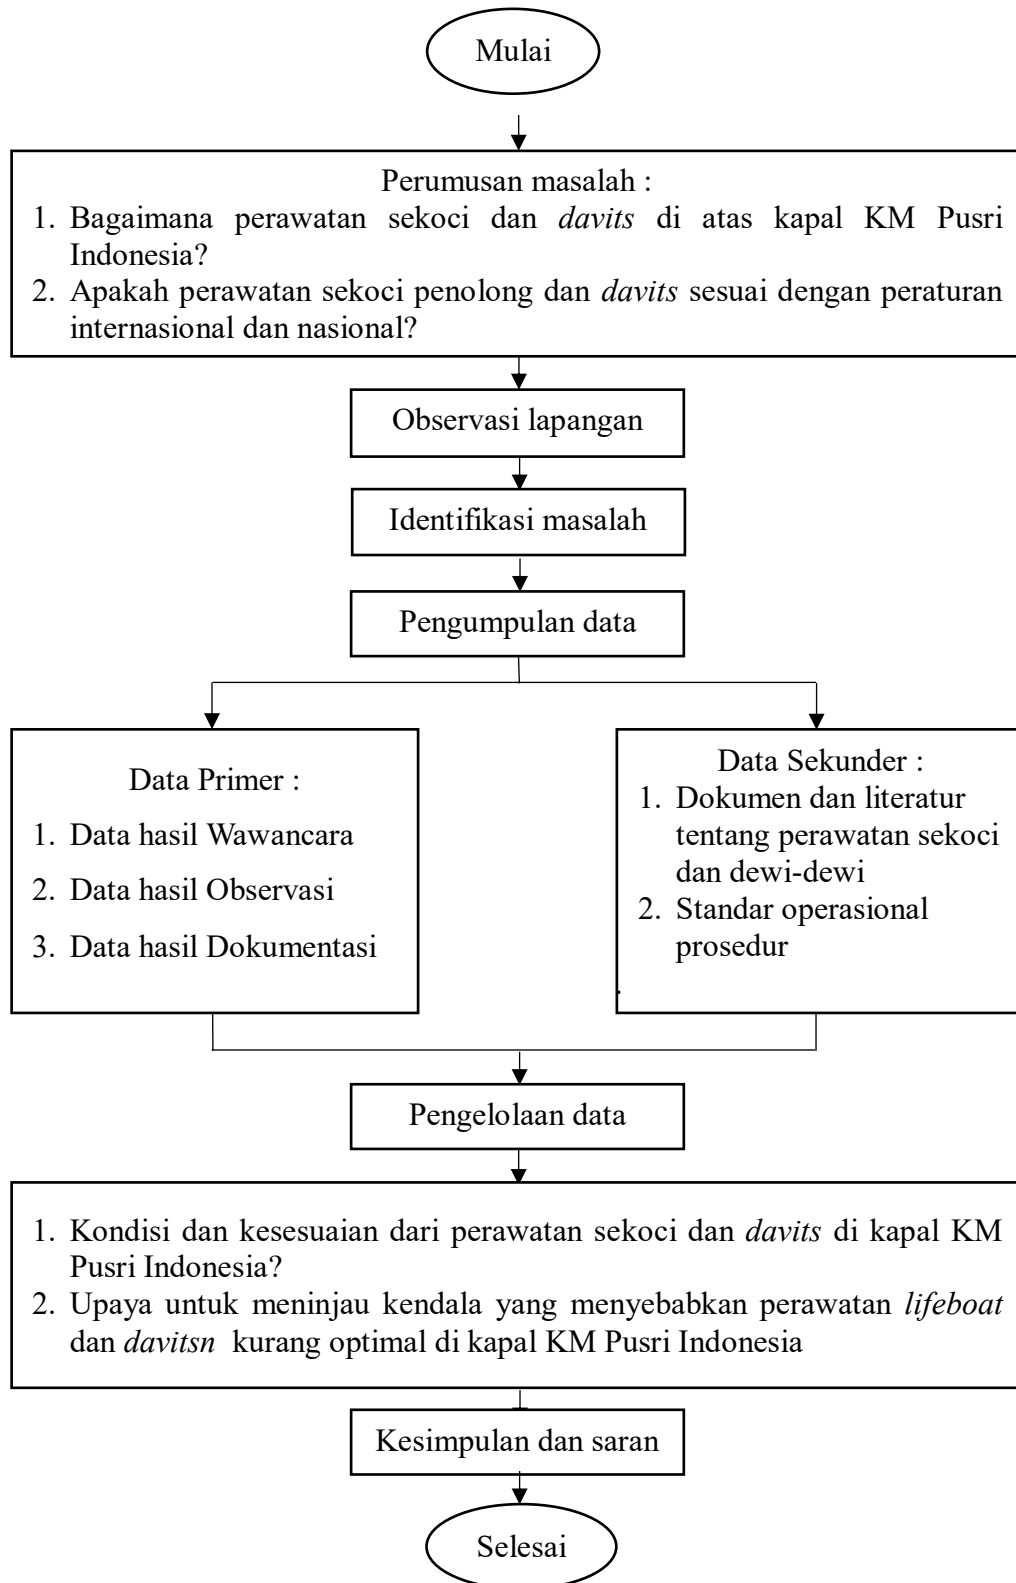 Mulai
Perumusan masalah :
1. Bagaimana perawatan sekoci dan davits di atas kapal KM Pusri
Indonesia?
2. Apakah perawatan sekoci penolong dan davits sesuai dengan peraturan
internasional dan nasional?
Observasi lapangan
Identifikasi masalah
Pengumpulan data
Data Primer :
1. Data hasil Wawancara
2. Data hasil Observasi
3. Data hasil Dokumentasi
Data Sekunder :
1. Dokumen dan literatur
tentang perawatan sekoci
dan dewi-dewi
2. Standar operasional
prosedur
.
Pengelolaan data
1. Kondisi dan kesesuaian dari perawatan sekoci dan davits di kapal KM
Pusri Indonesia?
2. Upaya untuk meninjau kendala yang menyebabkan perawatan lifeboat
dan davitsn kurang optimal di kapal KM Pusri Indonesia
Kesimpulan dan saran
Selesai